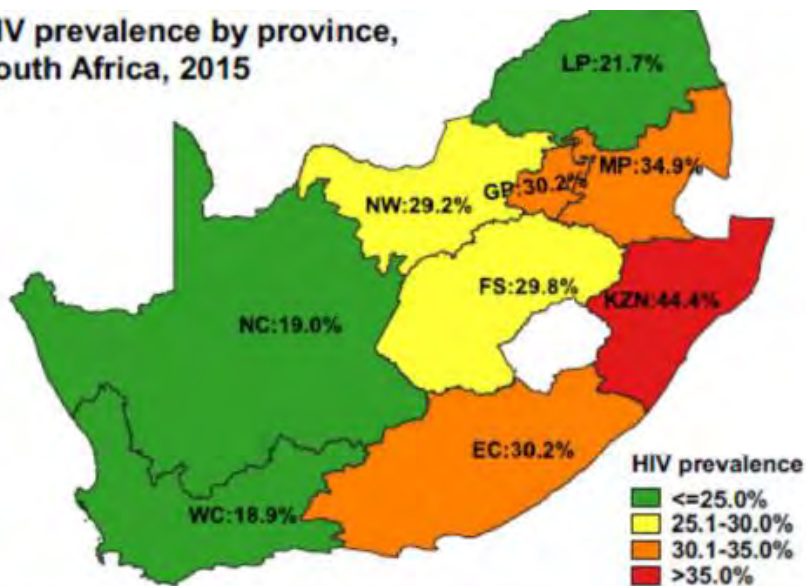 IV prevalence by province,
outh Africa, 2015
LP:21.7%
MP:34.9%
GP:30.2%
NW:29.2%
FS:29.8%
KZN:44.4%
NC:19.0%
EC:30.2%
WC:18.9%
HIV prevalence
<=25.0%
25.1-30.0%
30.1-35.0%
>35.0%